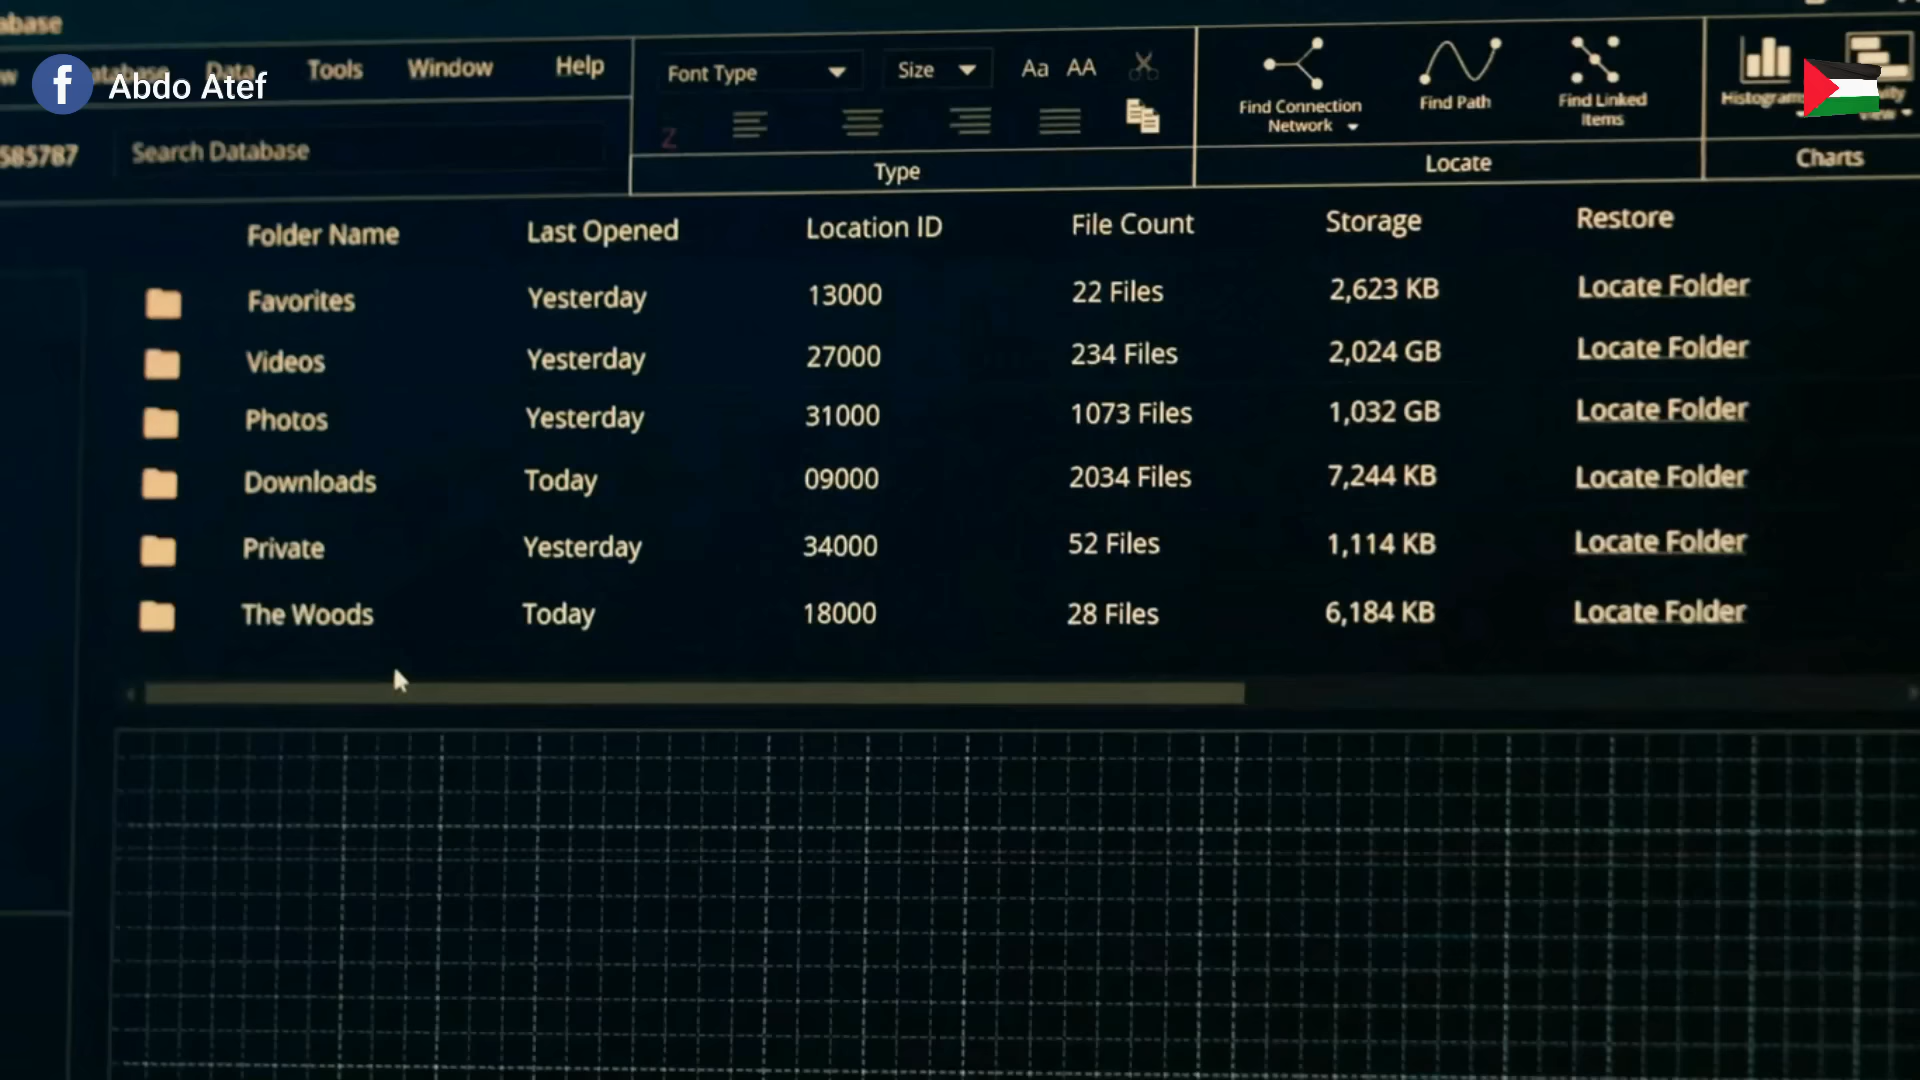 Abdo Atef
Tools
Window
Help
Search Database
585787
Font Type
Size
Aa AA
Type
Find Connection
Network
Find Path
Find Linked
Items
Locate
Charts
Folder Name Last Opened Location ID File Count Storage Restore
Favorites Yesterday 13000 22 Files 2,623 KB Locate Folder
Videos Yesterday 27000 234 Files 2,024 GB Locate Folder
Photos Yesterday 31000 1073 Files 1,032 GB Locate Folder
Downloads Today 09000 2034 Files 7,244 KB Locate Folder
Private Yesterday 34000 52 Files 1,114 KB Locate Folder
The Woods Today 18000 28 Files 6,184 KB Locate Folder